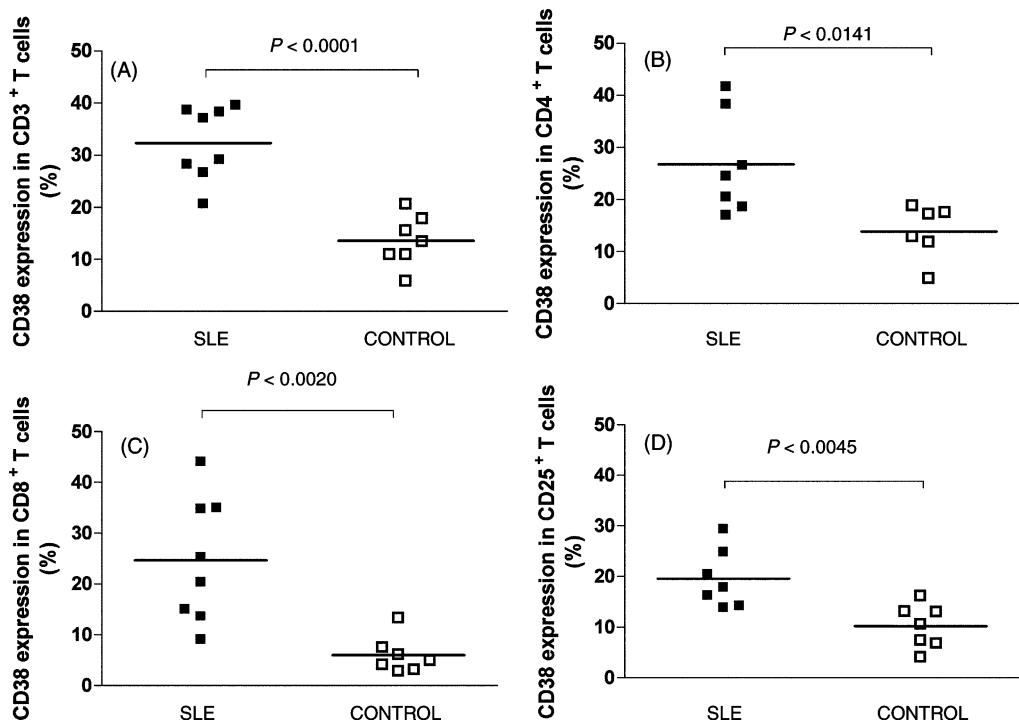 CD38 expression in CD3 + T cells
(%)
(A)
P < 0.0001
50
40
30
20
10
0
SLE
CONTROL
CD38 expression in CD4 + T cells
(%)
(B)
P < 0.0141
50
40
30
20
10
0
SLE
CONTROL
CD38 expression in CD8 + T cells
(%)
(C)
P < 0.0020
50
40
30
20
10
0
SLE
CONTROL
CD38 expression in CD25 + T cells
(%)
(D)
P < 0.0045
50
40
30
20
10
0
SLE
CONTROL